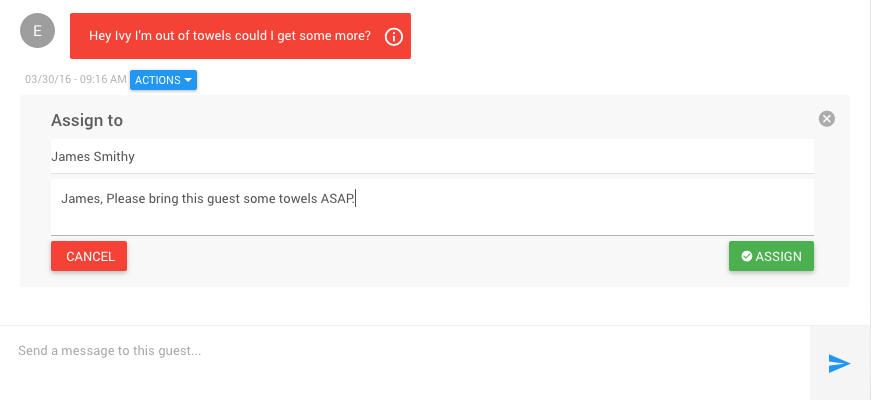 E
Hey Ivy I'm out of towels could I get some more?
03/30/16 - 09:16 AM ACTIONS
Assign to
James Smithy
James, Please bring this guest some towels ASAP.
CANCEL
ASSIGN
Send a message to this guest...